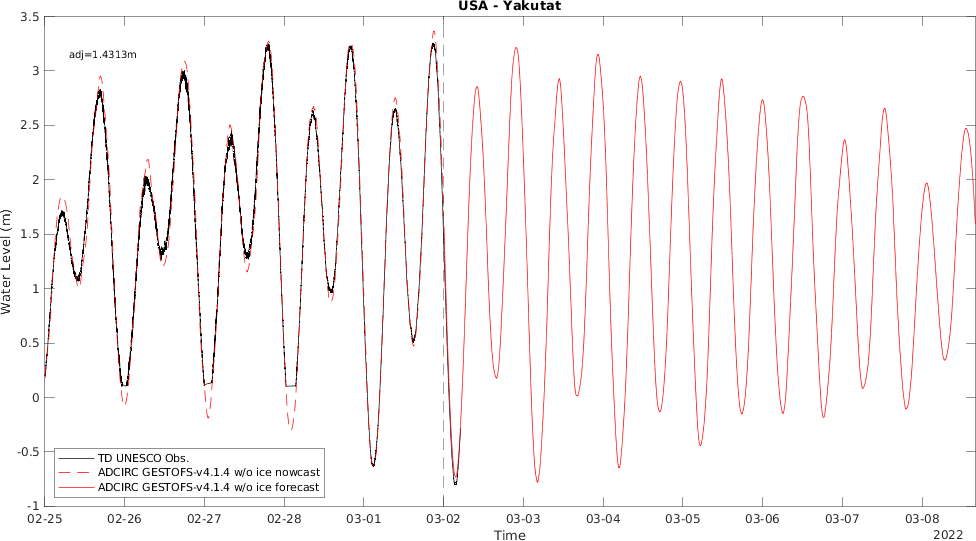 USA - Yakutat
adj=1.4313m
Water Level (m)
3.5
3
2.5
2
1.5
1
0.5
0
-0.5
-1
TD UNESCO Obs.
ADCIRC GESTOFS-v4.1.4 w/o ice nowcast
ADCIRC GESTOFS-v4.1.4 w/o ice forecast
02-25 02-26 02-27 02-28 03-01 03-02 03-03 03-04 03-05 03-06 03-07 03-08
Time
2022